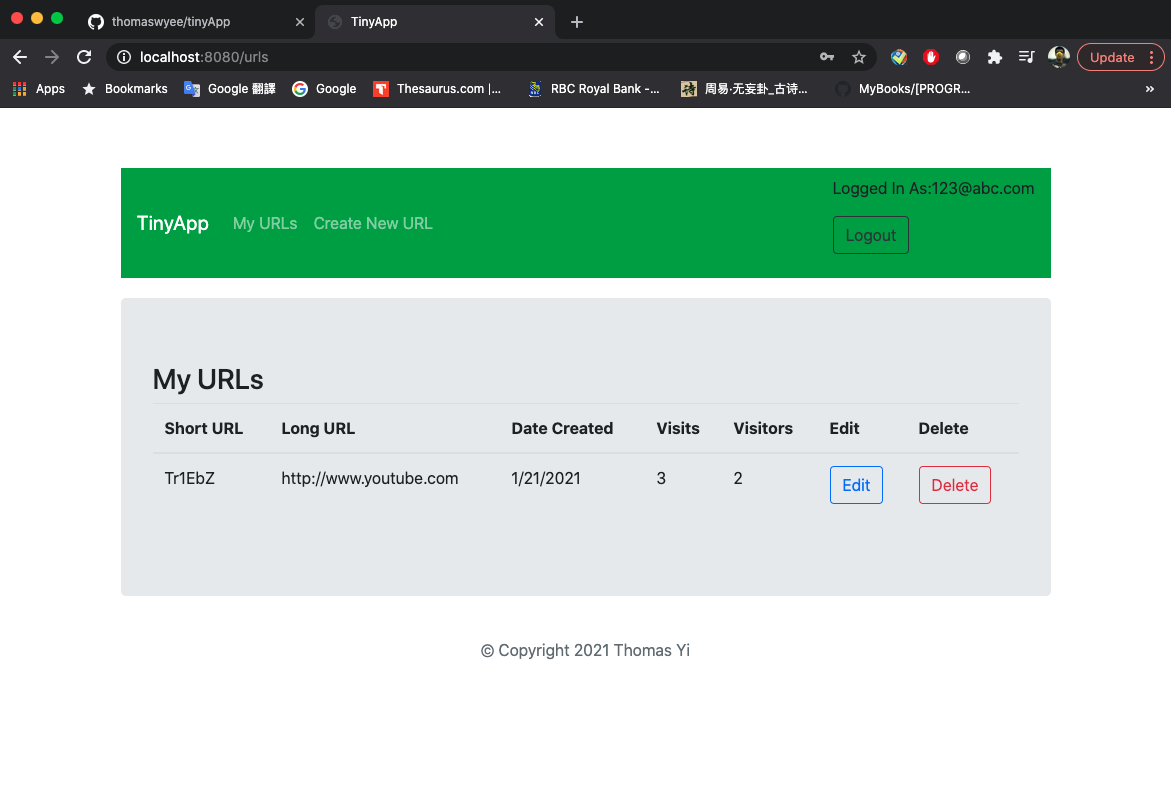 thomaswyee/tinyApp
TinyApp
localhost:8080/urls
Update
Apps
Bookmarks
Google 翻譯
Google
Thesaurus.com |...
RBC Royal Bank -...
周易·无妄卦_古诗...
MyBooks/[PROGR...
»
TinyApp My URLs Create New URL
Logged In As:123@abc.com
Logout
My URLs
Short URL Long URL Date Created Visits Visitors Edit Delete
Tr1EbZ http://www.youtube.com 1/21/2021 3 2 Edit Delete
© Copyright 2021 Thomas Yi